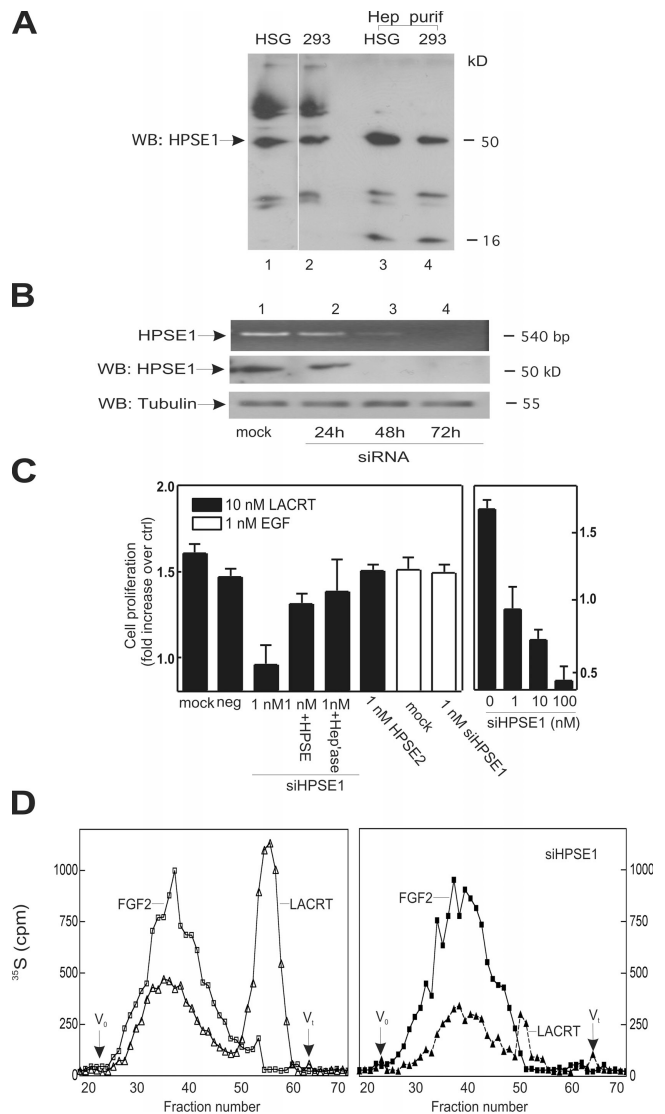 A
Hep purif
HSG 293 HSG 293
kD
WB: HPSE1
50
16
1 2 3 4
B
1 2 3 4
HPSE1
540 bp
WB: HPSE1
50 kD
WB: Tubulin
55
mock 24h 48h 72h
siRNA
C
Cell proliferation
(fold increase over ctrl)
2.0
1.5
1.0
10 nM LACRT
1 nM EGF
mock
neg
1 nM
1 nM
+HPSE
1nM
+Hep'ase
siHPSE1
1 nM HPSE2
mock
1 nM siHPSE1
1.5
1.0
0.5
0 1 10 100
siHPSE1 (nM)
D
³⁵S (cpm)
1000
750
500
250
0
FGF2
LACRT
V₀
Vₜ
20 30 40 50 60 70
Fraction number
siHPSE1
1000
750
500
250
0
FGF2
LACRT
V₀
Vₜ
20 30 40 50 60 70
Fraction number